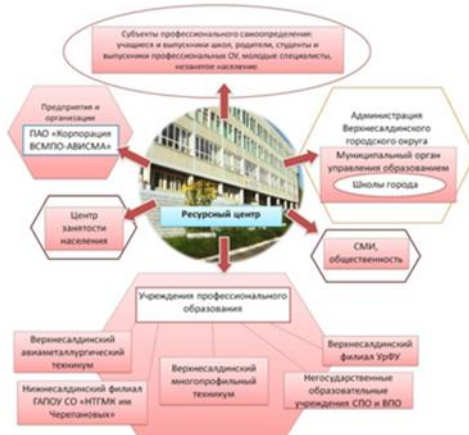 Субъекты профессионального самоопределения:
учащиеся и выпускники школ, родители, студенты и
выпускники профессиональных ОУ, молодые специалисты,
незанятое население.
Предприятия и
организации
ПАО «Корпорация
ВСМПО-АВИСМА»
Администрация
Верхнесалдинского
городского округа
Муниципальный орган
управления образованием
Школы города
Ресурсный центр
Центр
занятости
населения
СМИ,
общественность
Учреждения профессионального
образования
Верхнесалдинский
авиаметаллургический
техникум
Верхнесалдинский
филиал УрФУ
Верхнесалдинский
многопрофильный
техникум
Нижнесалдинский филиал
ГАПОУ СО «НТГМК им
Черепановых»
Негосударственные
образовательные
учреждения СПО и ВПО